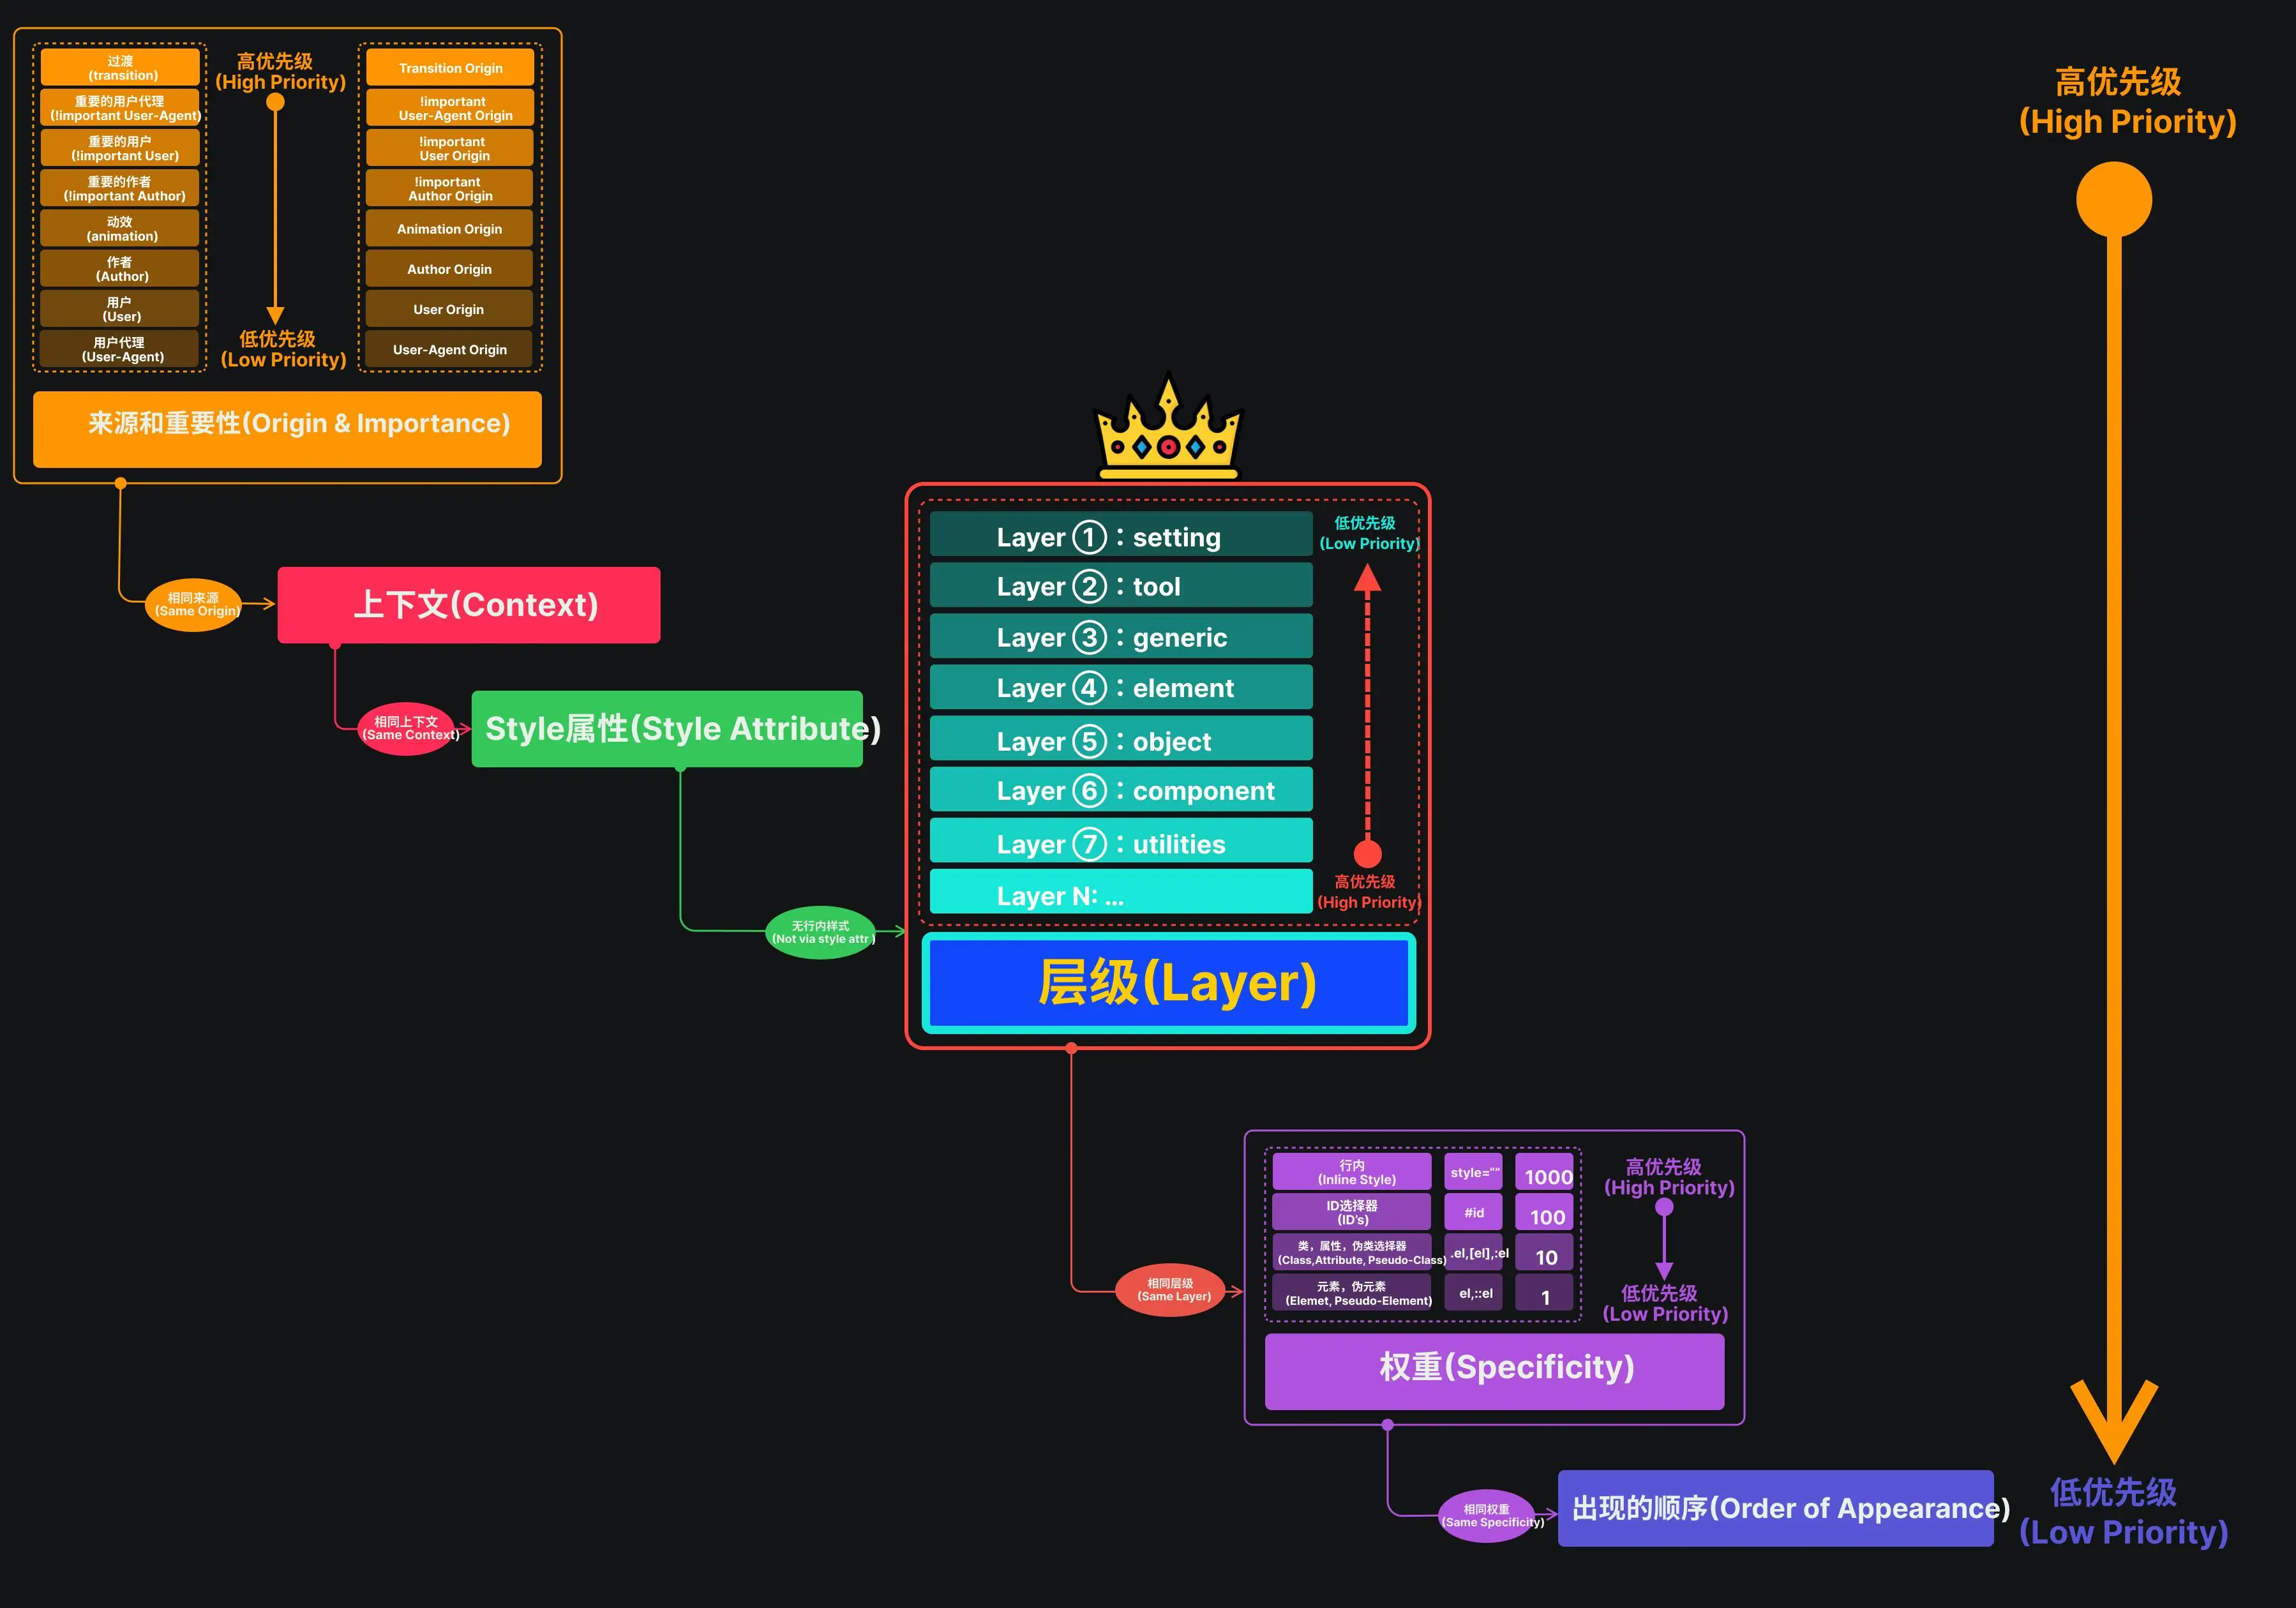 过渡
(transition)
重要的用户代理
(!important User-Agent)
重要的用户
(!important User)
重要的作者
(!important Author)
动效
(animation)
作者
(Author)
用户
(User)
用户代理
(User-Agent)
高优先级
(High Priority)
低优先级
(Low Priority)
Transition Origin
!important
User-Agent Origin
!important
User Origin
!important
Author Origin
Animation Origin
Author Origin
User Origin
User-Agent Origin
来源和重要性(Origin & Importance)
高优先级
(High Priority)
相同来源
(Same Origin)
上下文(Context)
相同上下文
(Same Context)
Style属性(Style Attribute)
无行内样式
(Not via style attr )
Layer ①：setting
Layer ②：tool
Layer ③：generic
Layer ④：element
Layer ⑤：object
Layer ⑥：component
Layer ⑦：utilities
Layer N: ...
低优先级
(Low Priority)
高优先级
(High Priority)
层级(Layer)
相同层级
(Same Layer)
行内
(Inline Style)
style=“”
1000
ID选择器
(ID’s)
#id
100
类，属性，伪类选择器
(Class,Attribute, Pseudo-Class)
.el,[el],:el
10
元素，伪元素
(Elemet, Pseudo-Element)
el,::el
1
高优先级
(High Priority)
低优先级
(Low Priority)
权重(Specificity)
相同权重
(Same Specificity)
出现的顺序(Order of Appearance)
低优先级
(Low Priority)